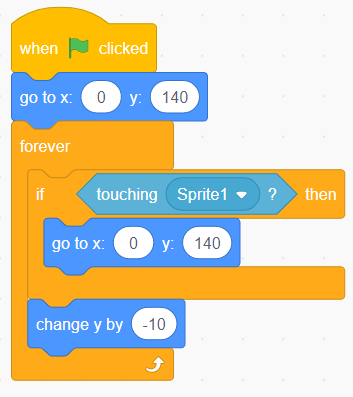 when clicked
go to x: 0 y: 140
forever
if touching Sprite1 ? then
go to x: 0 y: 140
change y by -10